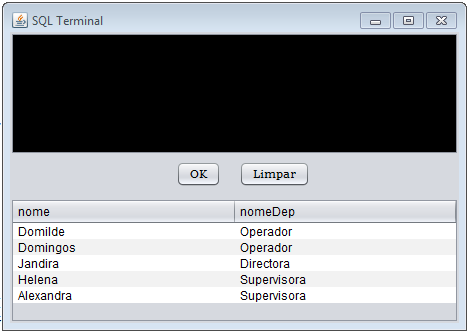 SQL Terminal
OK Limpar
nome nomeDep
Domilde Operador
Domingos Operador
Jandira Directora
Helena Supervisora
Alexandra Supervisora